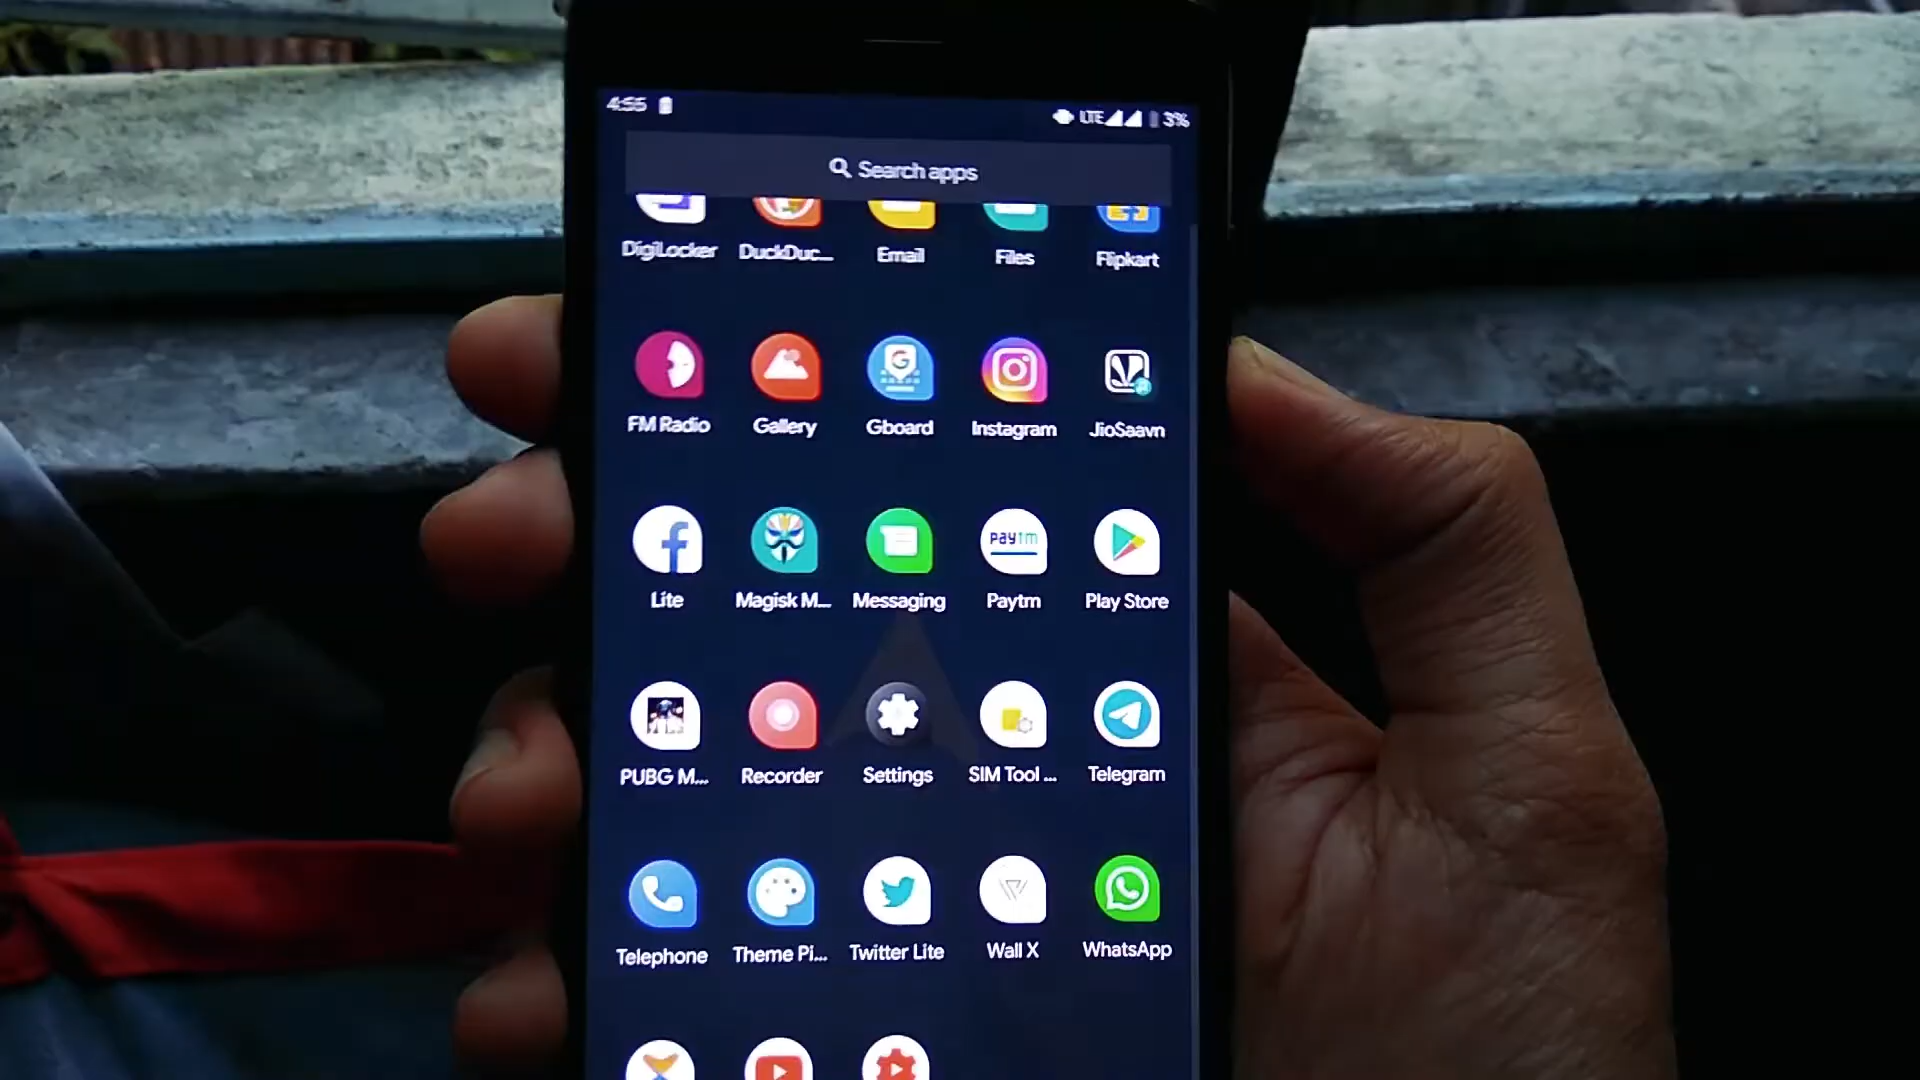 4:55 LTE 3%
Search apps
DigiLocker DuckDuc... Email Files Flipkart
FM Radio Gallery Gboard Instagram JioSaavn
paytm
Lite Magisk M... Messaging Paytm Play Store
PUBG M... Recorder Settings SIM Tool ... Telegram
Telephone Theme Pi... Twitter Lite Wall X WhatsApp